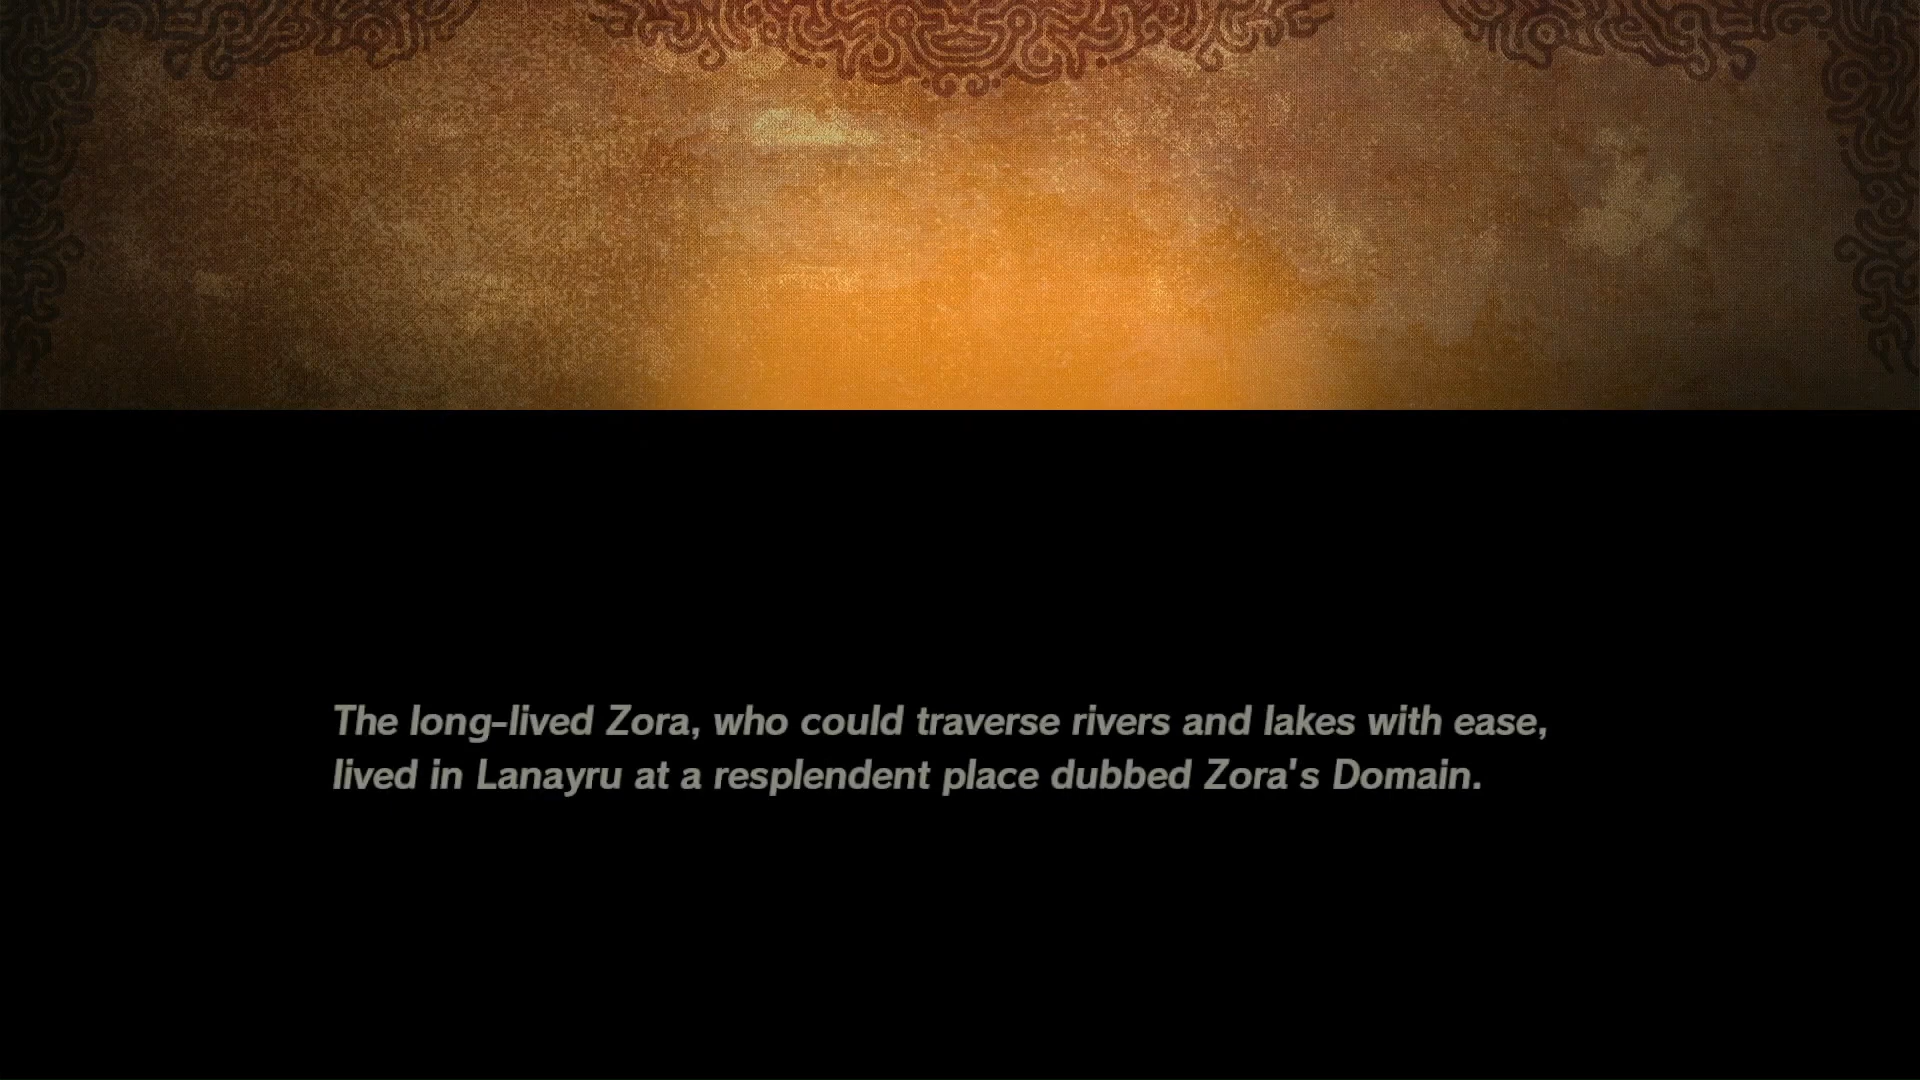 The long-lived Zora, who could traverse rivers and lakes with ease,
lived in Lanayru at a resplendent place dubbed Zora's Domain.